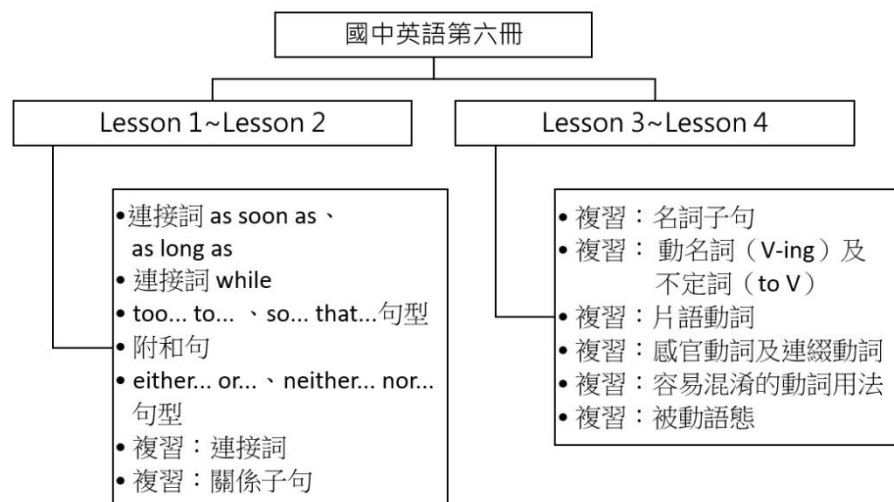 國中英語第六冊
Lesson 1~Lesson 2
•連接詞 as soon as、
as long as
• 連接詞 while
• too... to... 、so... that...句型
• 附和句
• either... or...、neither... nor...
句型
• 複習：連接詞
• 複習：關係子句
Lesson 3~Lesson 4
• 複習：名詞子句
• 複習： 動名詞（V-ing）及
不定詞（to V）
• 複習：片語動詞
• 複習：感官動詞及連綴動詞
• 複習：容易混淆的動詞用法
• 複習：被動語態